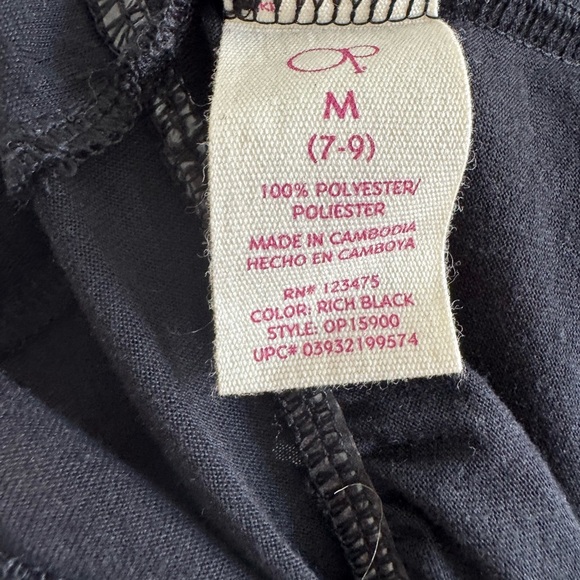 Op
M
(7-9)
100% POLYESTER/
POLIESTER
MADE IN CAMBODIA
HECHO EN CAMBOYA
RN# 123475
COLOR: RICH BLACK
STYLE: OP15900
UPC# 03932199574